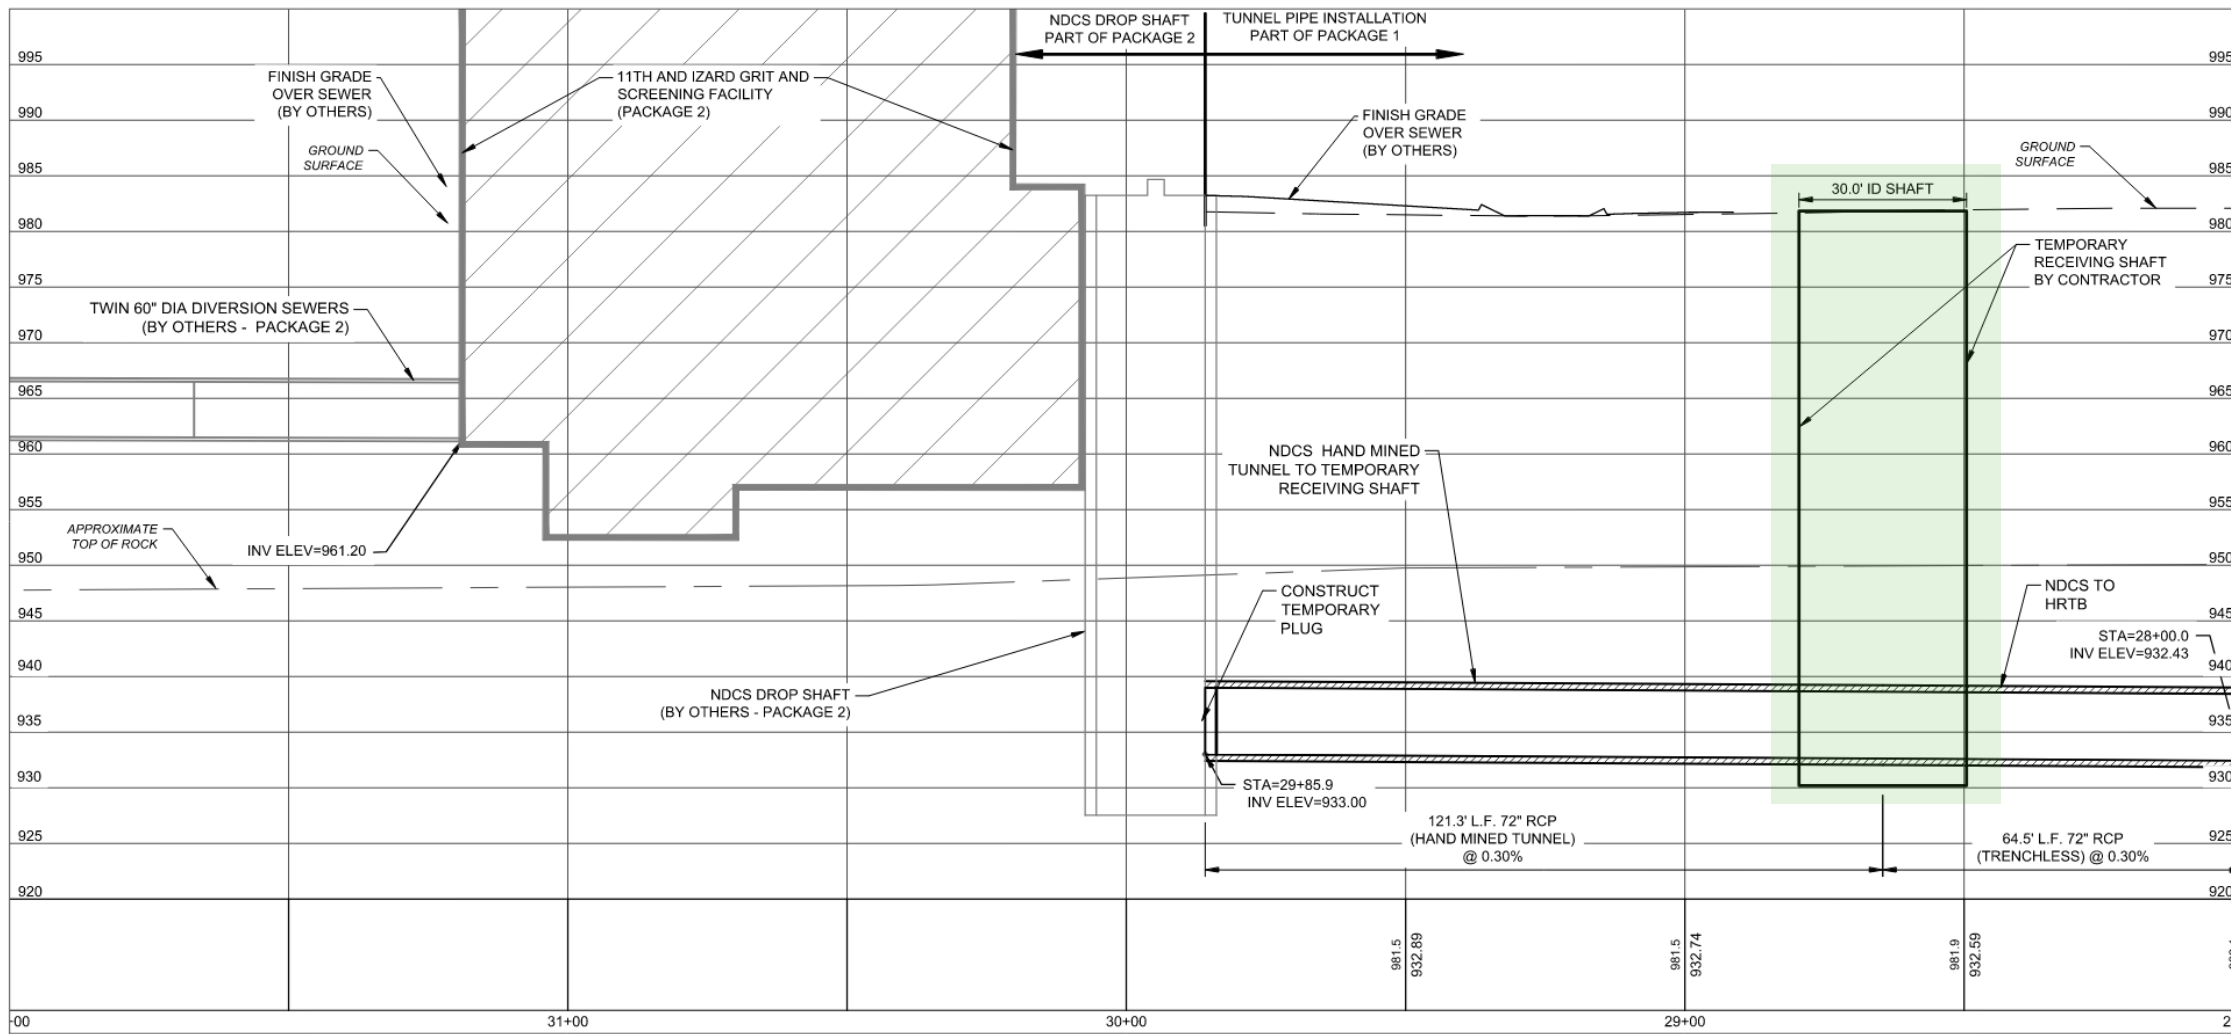 NDCS DROP SHAFT
PART OF PACKAGE 2
TUNNEL PIPE INSTALLATION
PART OF PACKAGE 1
995
995
FINISH GRADE
OVER SEWER
(BY OTHERS)
11TH AND IZARD GRIT AND
SCREENING FACILITY
(PACKAGE 2)
990
990
FINISH GRADE
OVER SEWER
(BY OTHERS)
GROUND
SURFACE
GROUND
SURFACE
985
985
30.0' ID SHAFT
980
980
TEMPORARY
RECEIVING SHAFT
BY CONTRACTOR
975
975
TWIN 60" DIA DIVERSION SEWERS
(BY OTHERS - PACKAGE 2)
970
970
965
965
960
960
NDCS HAND MINED
TUNNEL TO TEMPORARY
RECEIVING SHAFT
955
955
APPROXIMATE
TOP OF ROCK
INV ELEV=961.20
950
950
CONSTRUCT
TEMPORARY
PLUG
NDCS TO
HRTB
945
945
STA=28+00.0
INV ELEV=932.43
940
940
NDCS DROP SHAFT
(BY OTHERS - PACKAGE 2)
935
935
930
930
STA=29+85.9
INV ELEV=933.00
925
925
121.3' L.F. 72" RCP
(HAND MINED TUNNEL)
@ 0.30%
64.5' L.F. 72" RCP
(TRENCHLESS) @ 0.30%
920
920
981.5
932.89
981.5
932.74
981.9
932.59
-00
31+00
30+00
29+00
2